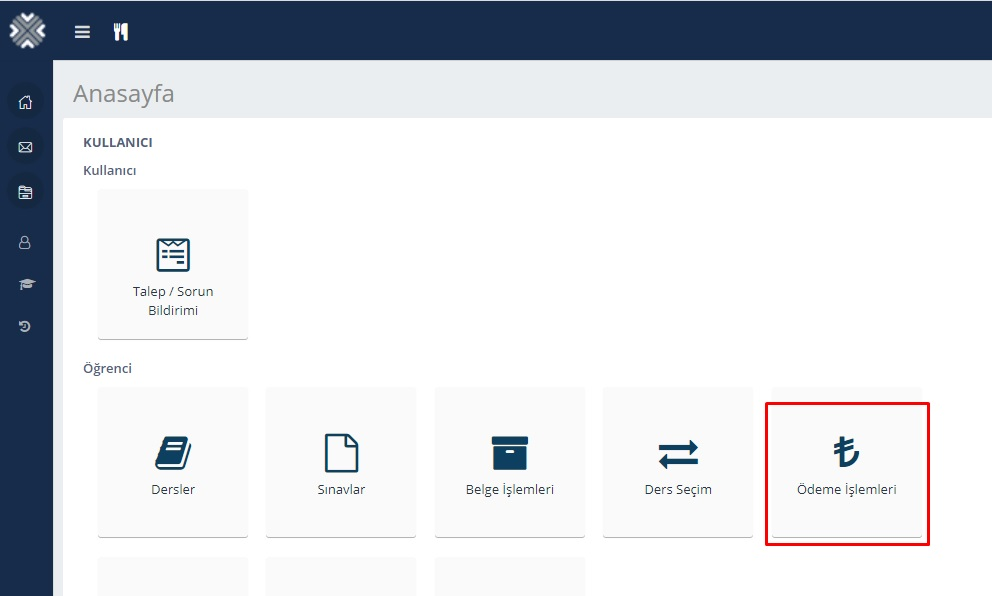 Anasayfa
KULLANICI
Kullanıcı
Talep / Sorun
Bildirimi
Öğrenci
Dersler
Sınavlar
Belge İşlemleri
Ders Seçim
Ödeme İşlemleri